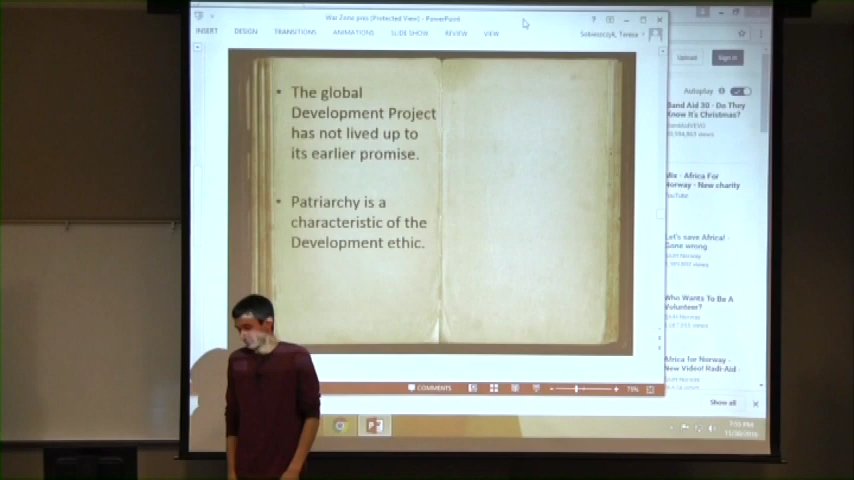 War Zone pres [Protected View] - PowerPoint
INSERT DESIGN TRANSITIONS ANIMATIONS SLIDE SHOW REVIEW VIEW
Upload Sign in
Autoplay
• The global
Development Project
has not lived up to
its earlier promise.
• Patriarchy is a
characteristic of the
Development ethic.
Band Aid 30 - Do They
Know It's Christmas?
Mix - Africa For
Norway - New charity
YouTube
Let's save Africa! -
Gone wrong
Who Wants To Be A
Volunteer?
Africa for Norway -
New Video! Radi-Aid
Show all
COMMENTS
73%